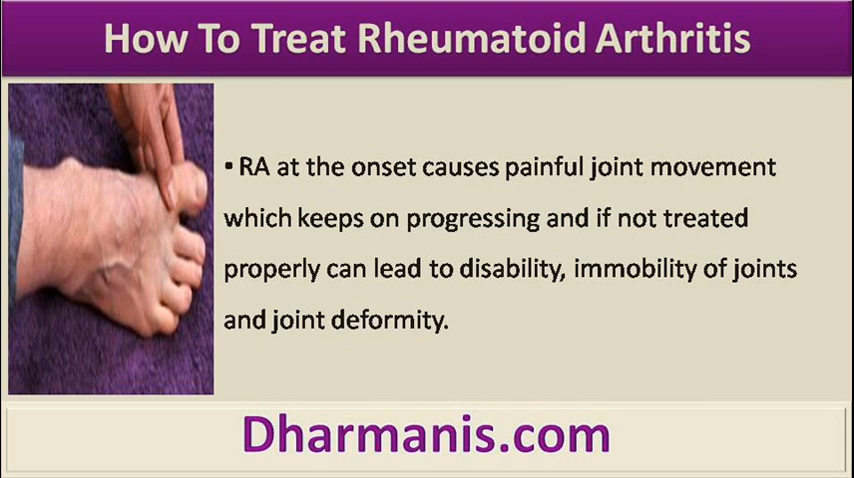 How To Treat Rheumatoid Arthritis
• RA at the onset causes painful joint movement
which keeps on progressing and if not treated
properly can lead to disability, immobility of joints
and joint deformity.
Dharmanis.com